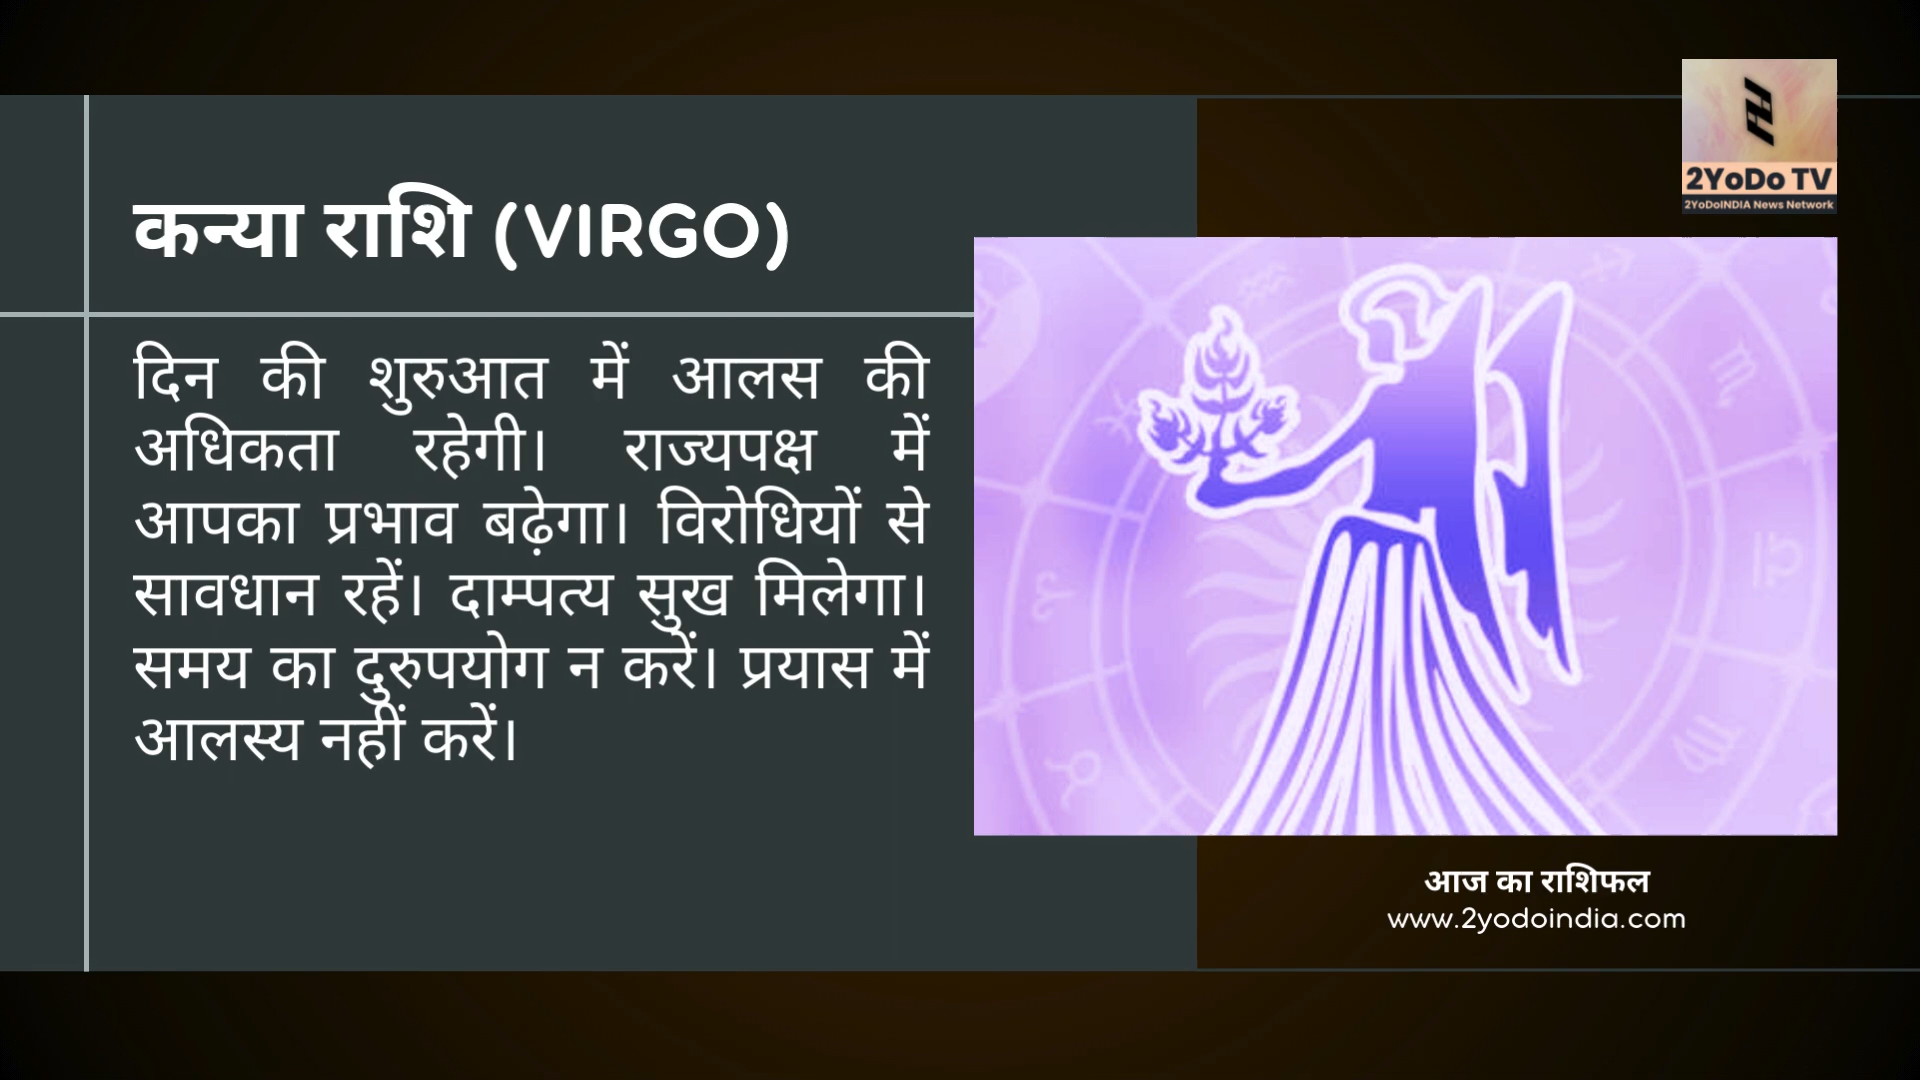 2YoDo TV
2YoDoINDIA News Network
कन्या राशि (VIRGO)
दिन की शुरुआत में आलस की
अधिकता रहेगी। राज्यपक्ष में
आपका प्रभाव बढ़ेगा। विरोधियों से
सावधान रहें। दाम्पत्य सुख मिलेगा।
समय का दुरुपयोग न करें। प्रयास में
आलस्य नहीं करें।
आज का राशिफल
www.2yodoindia.com